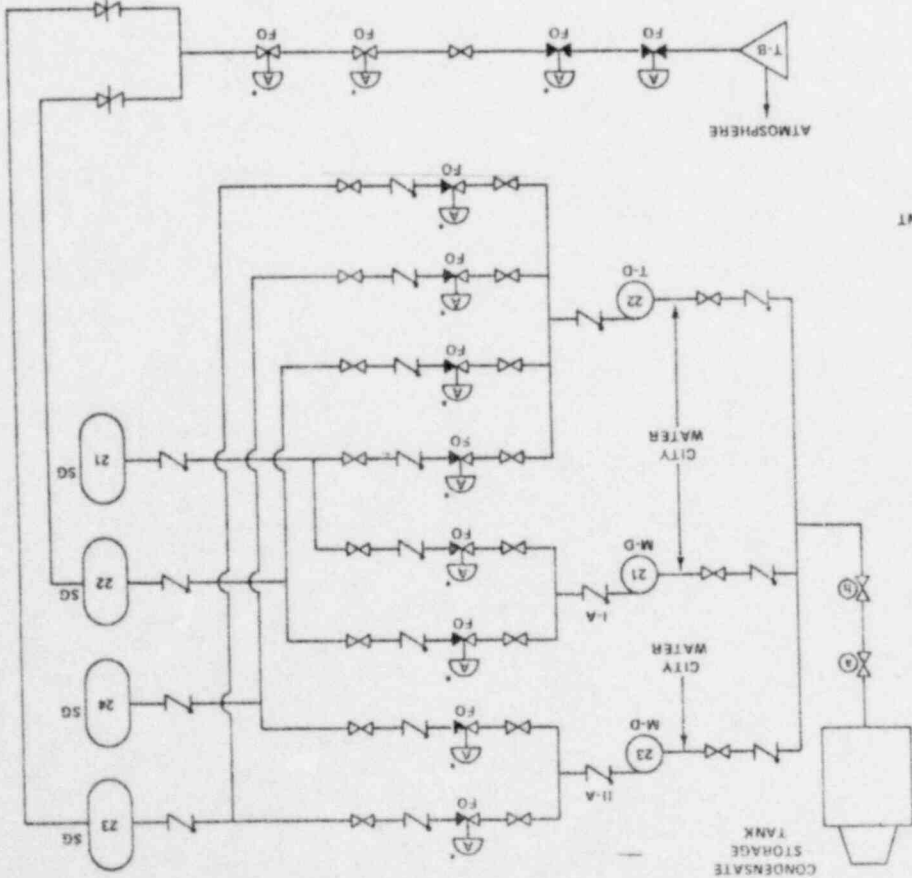 CONDENSATE
STORAGE
TANK
A *
23 SG
FO
II-A
A *
23
M-D
FO
24 SG
CITY
WATER
a
A *
FO
I-A
b
22 SG
A *
21
M-D
FO
A *
21 SG
FO
CITY
WATER
A *
FO
A *
22
T-D
FO
A *
NT
FO
ATMOSPHERE
T-B
A *
A *
A *
A *
FO
FO
FO
FO